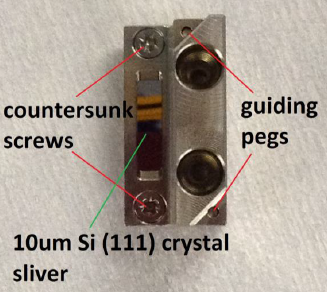 countersunk
screws
guiding
pegs
10um Si (111) crystal
sliver